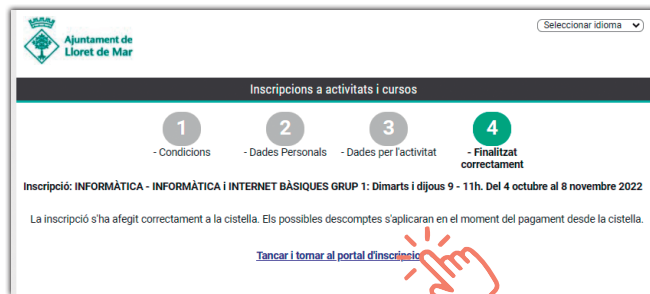 Ajuntament de
Lloret de Mar
Seleccionar idioma
Inscripcions a activitats i cursos
1
2
3
4
- Condicions
- Dades Personals
- Dades per l'activitat
- Finalitzat
correctament
Inscripció: INFORMÀTICA - INFORMÀTICA i INTERNET BÀSIQUES GRUP 1: Dimarts i dijous 9 - 11h. Del 4 octubre al 8 novembre 2022
La inscripció s'ha afegit correctament a la cistella. Els possibles descomptes s'aplicaran en el moment del pagament desde la cistella.
Tancar i tornar al portal d'inscripcio